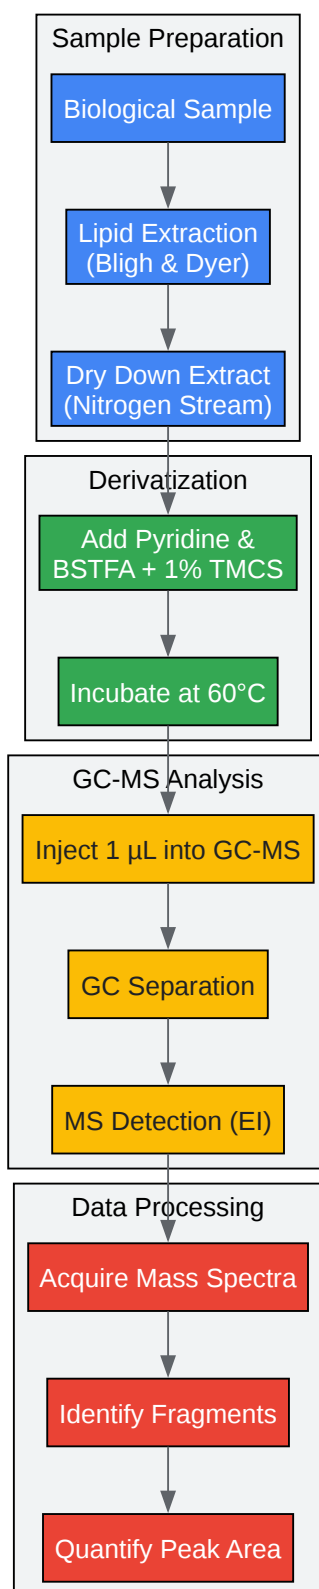 Sample Preparation
Biological Sample
Lipid Extraction
(Bligh & Dyer)
Dry Down Extract
(Nitrogen Stream)
Derivatization
Add Pyridine &
BSTFA + 1% TMCS
Incubate at 60°C
GC-MS Analysis
Inject 1 µL into GC-MS
GC Separation
MS Detection (EI)
Data Processing
Acquire Mass Spectra
Identify Fragments
Quantify Peak Area